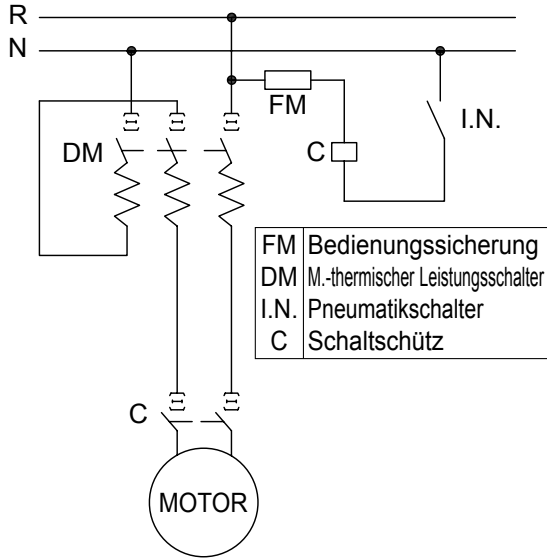 R
N
FM
I.N.
DM
C
FM Bedienungssicherung
DM M.-thermischer Leistungsschalter
I.N. Pneumatikschalter
C Schaltschütz
C
MOTOR